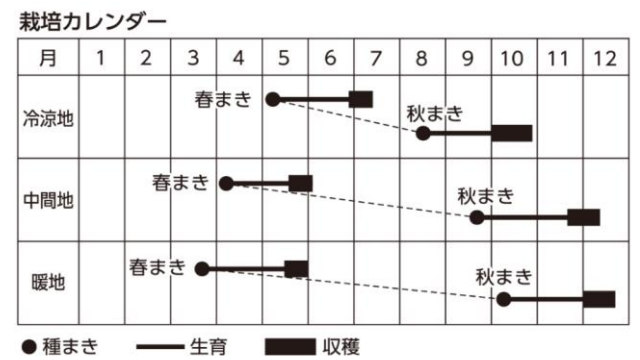 栽培カレンダー
月 1 2 3 4 5 6 7 8 9 10 11 12
冷涼地 春まき 秋まき
中間地 春まき 秋まき
暖地 春まき 秋まき
●種まき 生育 収穫